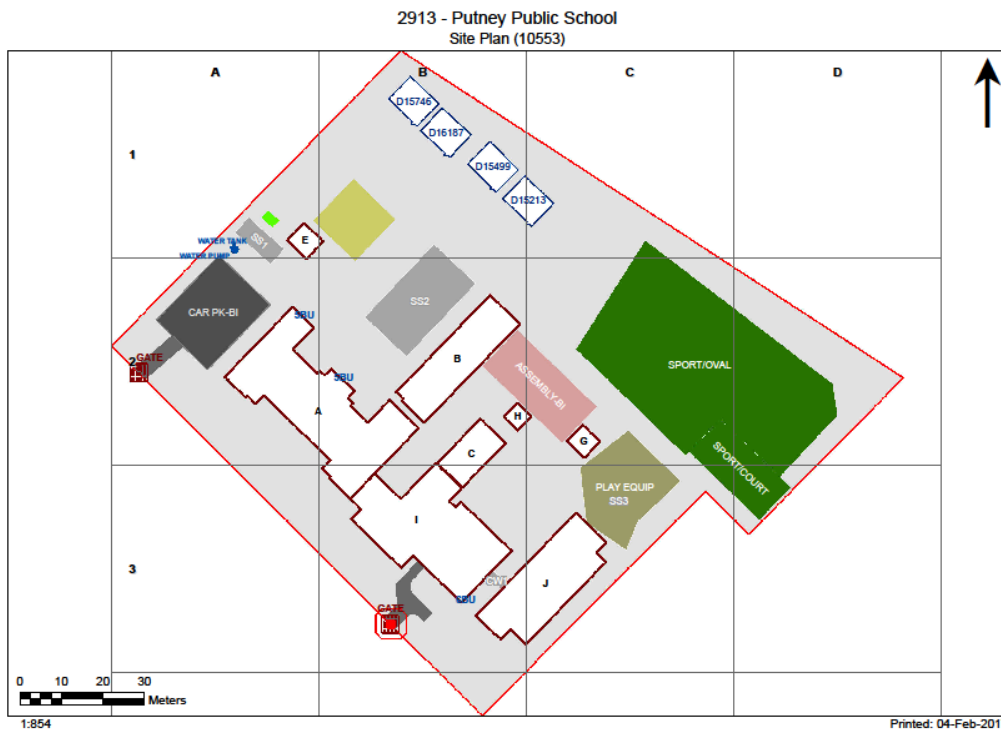 2913 - Putney Public School
Site Plan (10553)
A
B
C
D
1
D15746
D16187
D15499
D15213
E
SS1
WATER TANK
WATER PUMP
CAR PK-BI
SS2
SBU
2
GATE
SBU
B
ASSEMBLY-BI
SPORT/OVAL
A
H
G
C
SPORT/COURT
PLAY EQUIP
SS3
I
3
CWT
J
SBU
GATE
0 10 20 30
Meters
1:854
Printed: 04-Feb-201